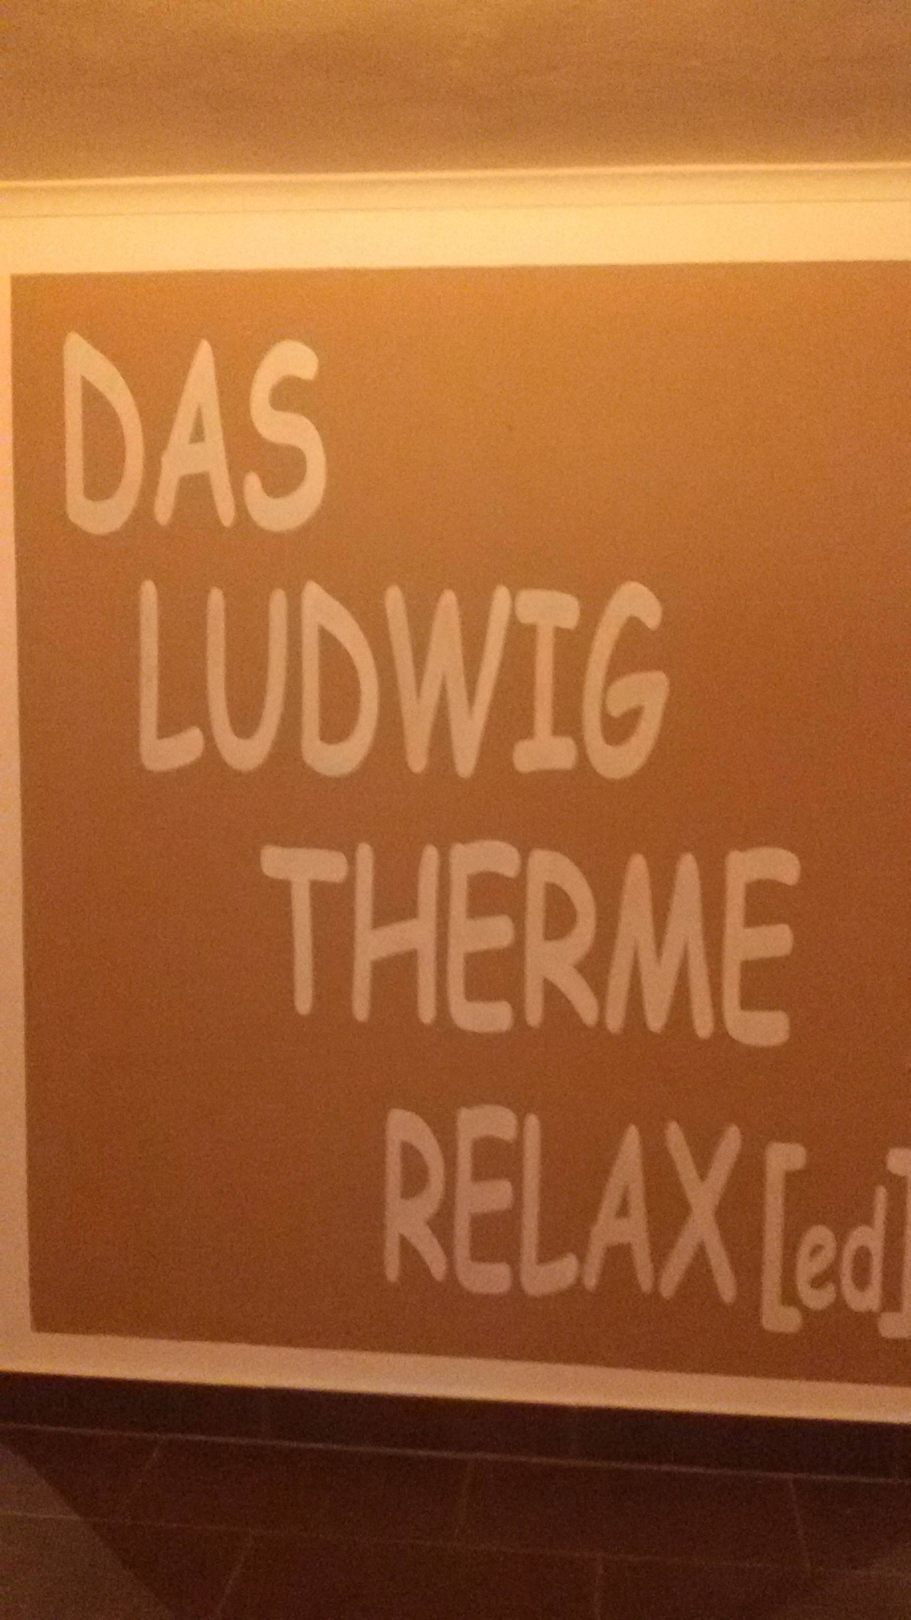 DAS
LUDWIG
THERME
RELAX[ed]